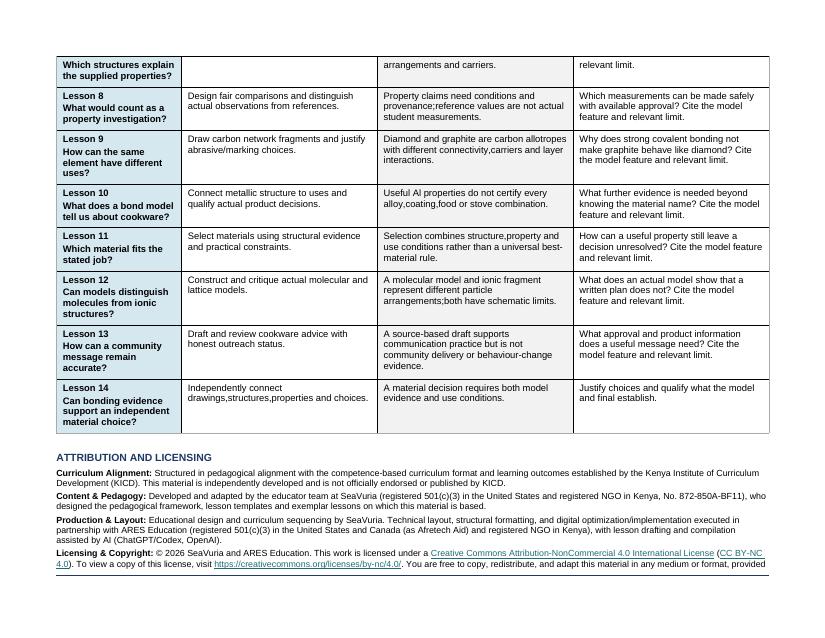 Which structures explain
the supplied properties?
arrangements and carriers.
relevant limit.
Lesson 8
What would count as a
property investigation?
Design fair comparisons and distinguish
actual observations from references.
Property claims need conditions and
provenance;reference values are not actual
student measurements.
Which measurements can be made safely
with available approval? Cite the model
feature and relevant limit.
Lesson 9
How can the same
element have different
uses?
Draw carbon network fragments and justify
abrasive/marking choices.
Diamond and graphite are carbon allotropes
with different connectivity,carriers and layer
interactions.
Why does strong covalent bonding not
make graphite behave like diamond? Cite
the model feature and relevant limit.
Lesson 10
What does a bond model
tell us about cookware?
Connect metallic structure to uses and
qualify actual product decisions.
Useful Al properties do not certify every
alloy,coating,food or stove combination.
What further evidence is needed beyond
knowing the material name? Cite the model
feature and relevant limit.
Lesson 11
Which material fits the
stated job?
Select materials using structural evidence
and practical constraints.
Selection combines structure,property and
use conditions rather than a universal best-
material rule.
How can a useful property still leave a
decision unresolved? Cite the model feature
and relevant limit.
Lesson 12
Can models distinguish
molecules from ionic
structures?
Construct and critique actual molecular and
lattice models.
A molecular model and ionic fragment
represent different particle
arrangements;both have schematic limits.
What does an actual model show that a
written plan does not? Cite the model
feature and relevant limit.
Lesson 13
How can a community
message remain
accurate?
Draft and review cookware advice with
honest outreach status.
A source-based draft supports
communication practice but is not
community delivery or behaviour-change
evidence.
What approval and product information
does a useful message need? Cite the
model feature and relevant limit.
Lesson 14
Can bonding evidence
support an independent
material choice?
Independently connect
drawings,structures,properties and choices.
A material decision requires both model
evidence and use conditions.
Justify choices and qualify what the model
and final establish.
ATTRIBUTION AND LICENSING
Curriculum Alignment: Structured in pedagogical alignment with the competence-based curriculum format and learning outcomes established by the Kenya Institute of Curriculum
Development (KICD). This material is independently developed and is not officially endorsed or published by KICD.
Content & Pedagogy: Developed and adapted by the educator team at SeaVuria (registered 501(c)(3) in the United States and registered NGO in Kenya, No. 872-850A-BF11), who
designed the pedagogical framework, lesson templates and exemplar lessons on which this material is based.
Production & Layout: Educational design and curriculum sequencing by SeaVuria. Technical layout, structural formatting, and digital optimization/implementation executed in
partnership with ARES Education (registered 501(c)(3) in the United States and Canada (as Afretech Aid) and registered NGO in Kenya), with lesson drafting and compilation
assisted by AI (ChatGPT/Codex, OpenAI).
Licensing & Copyright: © 2026 SeaVuria and ARES Education. This work is licensed under a Creative Commons Attribution-NonCommercial 4.0 International License (CC BY-NC
4.0). To view a copy of this license, visit https://creativecommons.org/licenses/by-nc/4.0/. You are free to copy, redistribute, and adapt this material in any medium or format, provided